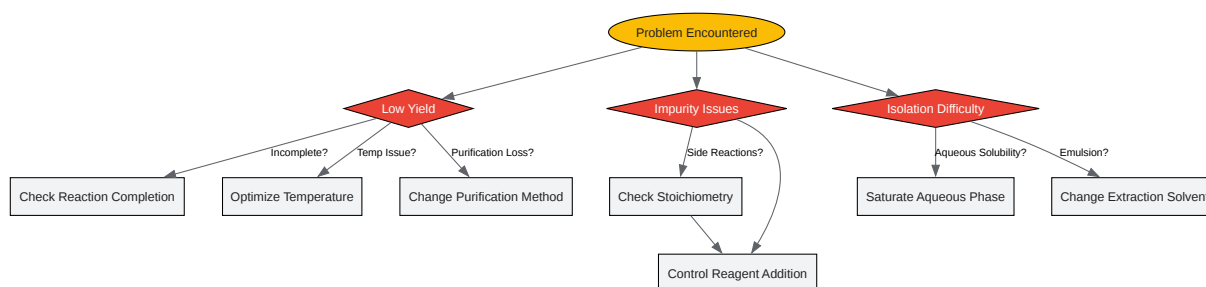 Problem Encountered
Low Yield
Impurity Issues
Isolation Difficulty
Incomplete?
Temp Issue?
Purification Loss?
Side Reactions?
Aqueous Solubility?
Emulsion?
Check Reaction Completion
Optimize Temperature
Change Purification Method
Check Stoichiometry
Saturate Aqueous Phase
Change Extraction Solvent
Control Reagent Addition